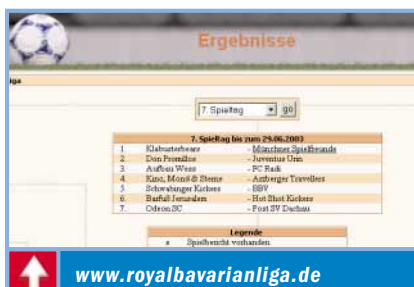 Ergebnisse
iga
7. Spieltag go
7. Spieltag bis zum 29.06.2003
1. Klabusterbears - Münchner Spielfreunde
2. Don Promillos - Juventus Urin
3. Aufbau Wess - FC Radi
4. Kino, Mond & Sterne - Amberger Travellers
5. Schwabinger Kickers - BBV
6. Barfuß Jerusalem - Hot Shot Kickers
7. Odeon SC - Post SV Dachau
Legende
* Spielbericht vorhanden
www.royalbavarianliga.de